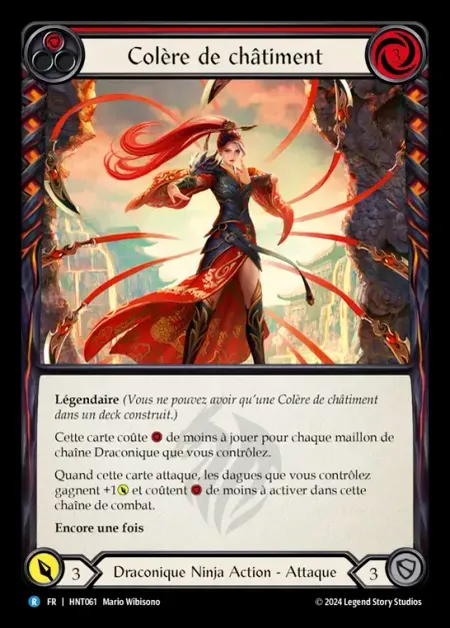 Colère de châtiment
3
Légendaire (Vous ne pouvez avoir qu'une Colère de châtiment
dans un deck construit.)
Cette carte coûte de moins à jouer pour chaque maillon de
chaîne Draconique que vous contrôlez.
Quand cette carte attaque, les dagues que vous contrôlez
gagnent +1 et coûtent de moins à activer dans cette
chaîne de combat.
Encore une fois
3 Draconique Ninja Action - Attaque 3
R FR | HNT061 Mario Wibisono © 2024 Legend Story Studios